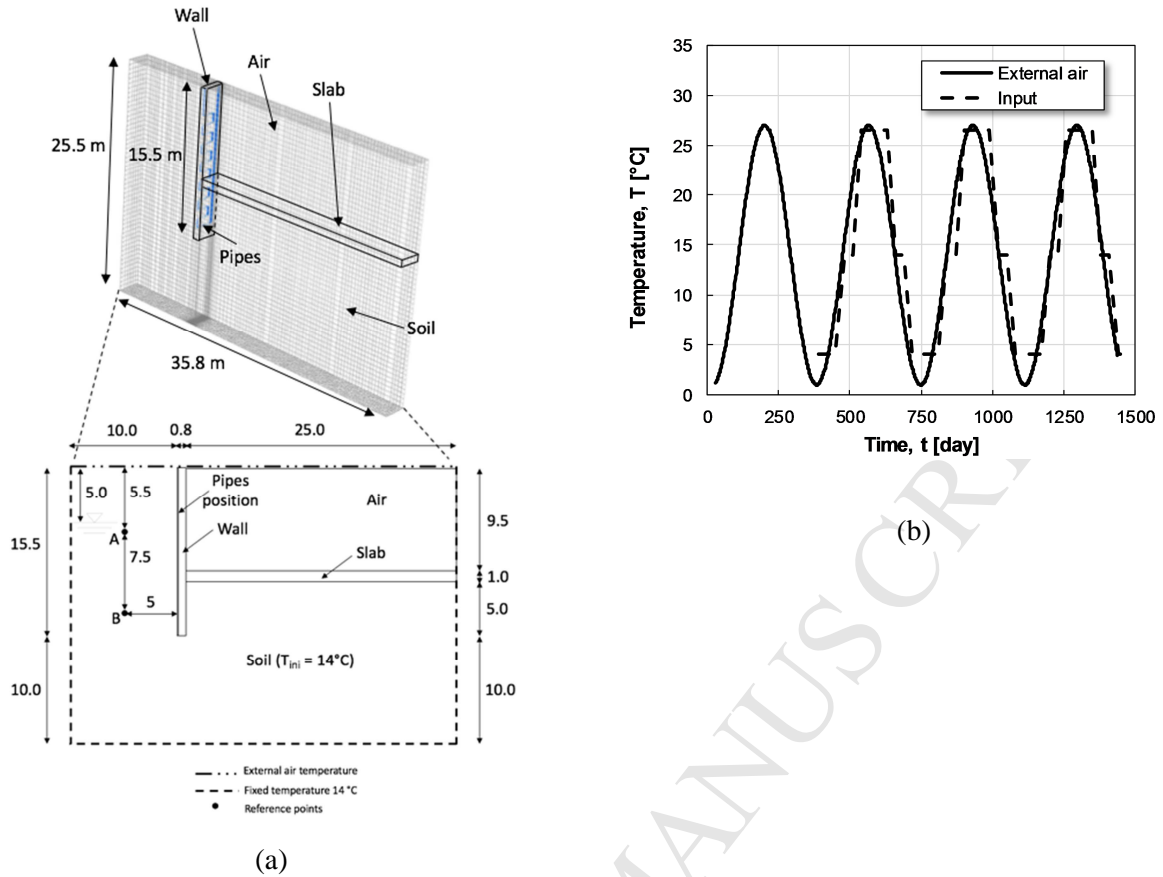 Wall
Air
Slab
25.5 m
15.5 m
Pipes
Soil
35.8 m
10.0 0.8 25.0
5.0 5.5 Pipes position Air
15.5 A Wall 9.5
7.5 Slab
1.0
5 5.0
B
Soil (Tini = 14°C)
10.0 10.0
External air temperature
Fixed temperature 14 °C
Reference points
(a)
35
30
25
20
15
10
5
0
Temperature, T [°C]
External air
Input
0 250 500 750 1000 1250 1500
Time, t [day]
(b)
MANUSCRI